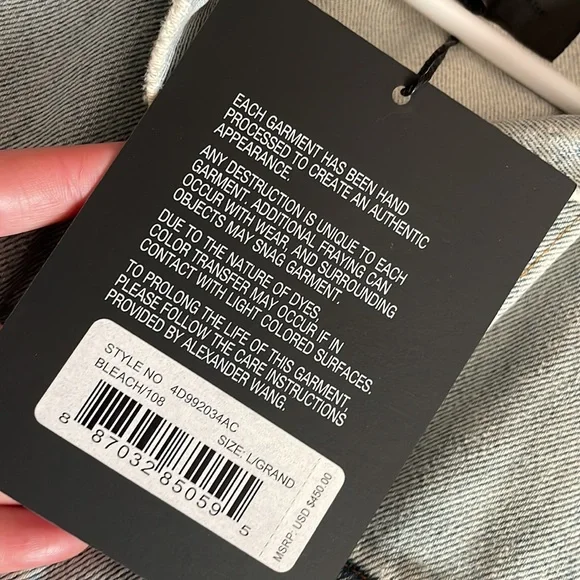 EACH GARMENT HAS BEEN HAND
PROCESSED TO CREATE AN AUTHENTIC
APPEARANCE.
ANY DESTRUCTION IS UNIQUE TO EACH
GARMENT. ADDITIONAL FRAYING CAN
OCCUR WITH WEAR, AND SURROUNDING
OBJECTS MAY SNAG GARMENT.
DUE TO THE NATURE OF DYES,
COLOR TRANSFER MAY OCCUR IF IN
CONTACT WITH LIGHT COLORED SURFACES.
TO PROLONG THE LIFE OF THIS GARMENT,
PLEASE FOLLOW THE CARE INSTRUCTIONS
PROVIDED BY ALEXANDER WANG.
STYLE NO 4D992034AC
BLEACH/108
SIZE: L/GRAND
8 87032 85059 5
MSRP: USD $450.00